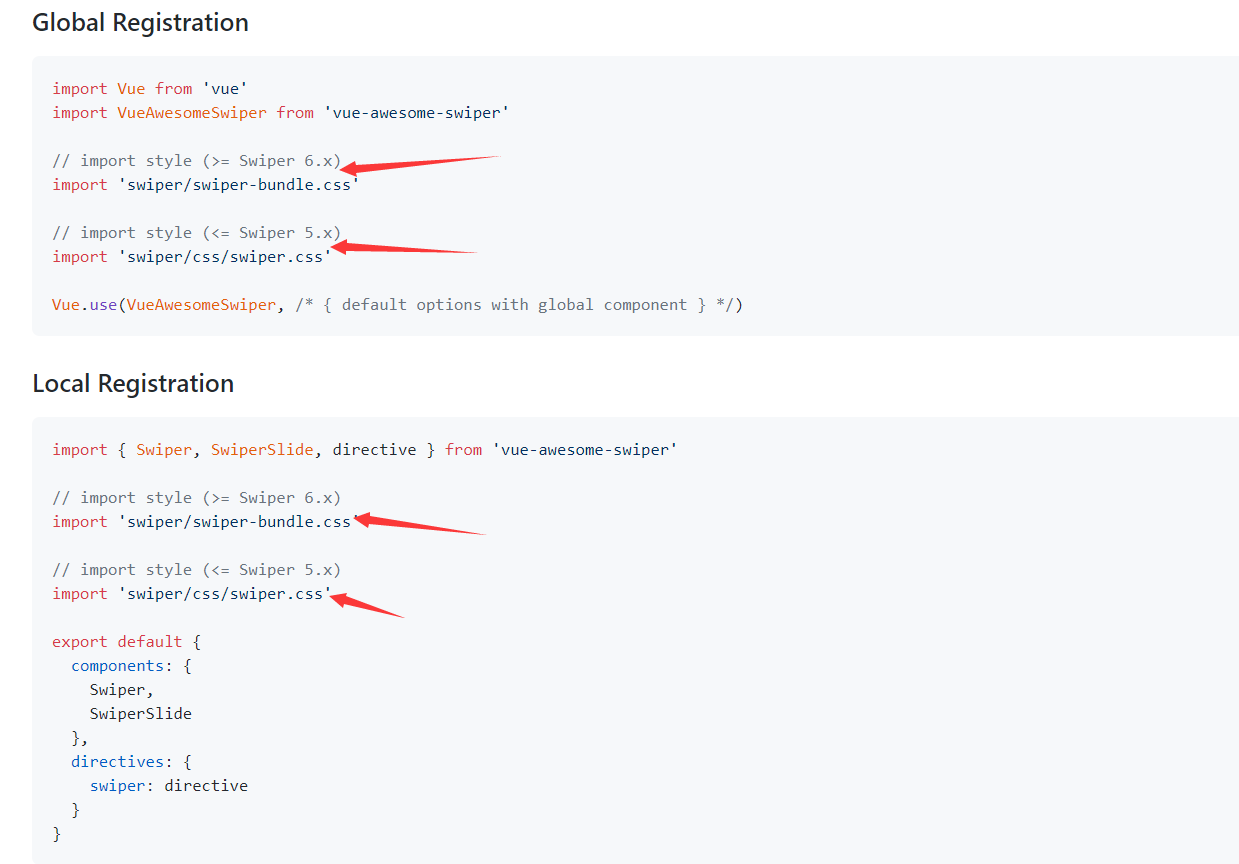 Global Registration
import Vue from 'vue'
import VueAwesomeSwiper from 'vue-awesome-swiper'
// import style (>= Swiper 6.x)
import 'swiper/swiper-bundle.css'
// import style (<= Swiper 5.x)
import 'swiper/css/swiper.css'
Vue.use(VueAwesomeSwiper, /* { default options with global component } */)
Local Registration
import { Swiper, SwiperSlide, directive } from 'vue-awesome-swiper'
// import style (>= Swiper 6.x)
import 'swiper/swiper-bundle.css'
// import style (<= Swiper 5.x)
import 'swiper/css/swiper.css'
export default {
  components: {
    Swiper,
    SwiperSlide
  },
  directives: {
    swiper: directive
  }
}